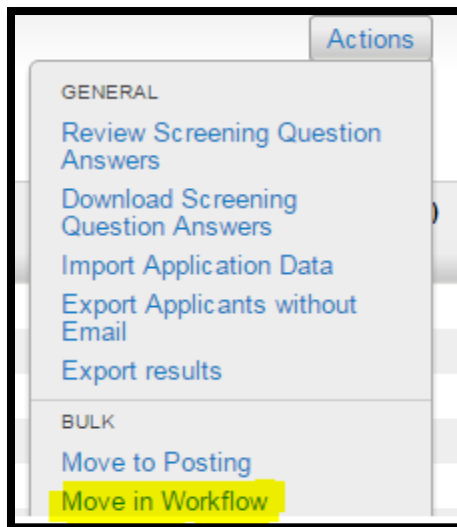 Actions
GENERAL
Review Screening Question
Answers
Download Screening
Question Answers
Import Application Data
Export Applicants without
Email
Export results
)
BULK
Move to Posting
Move in Workflow